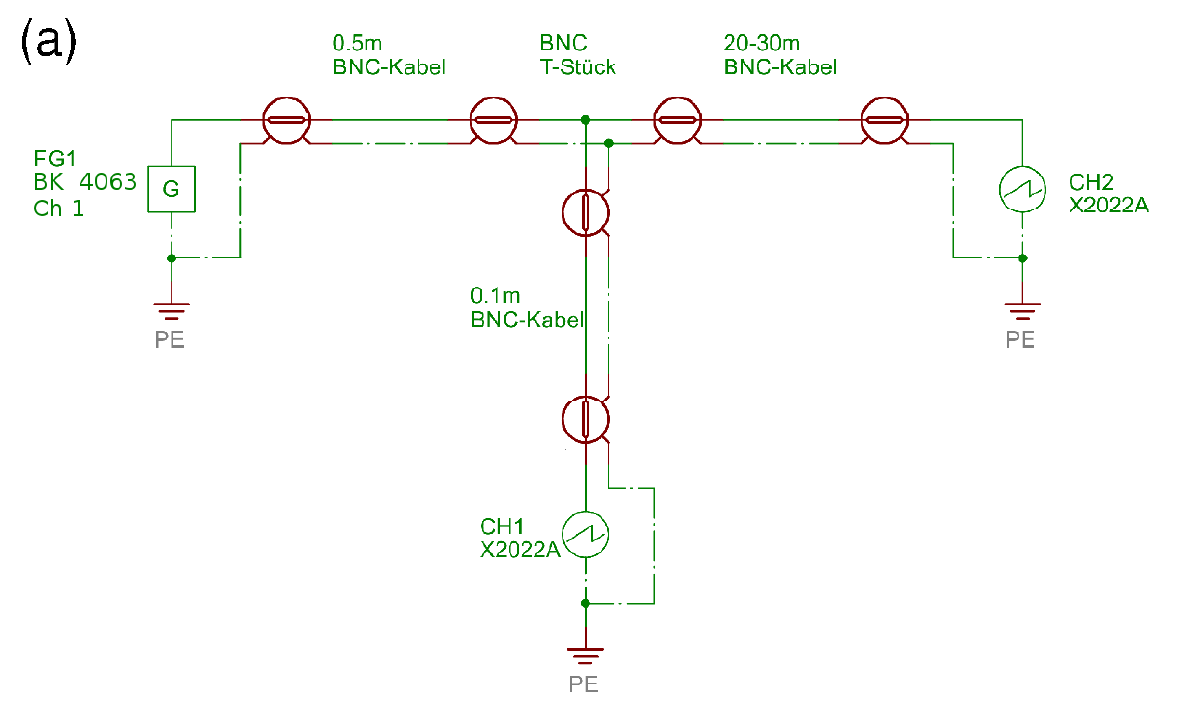 (a)
0.5m
BNC-Kabel
BNC
T-Stück
20-30m
BNC-Kabel
FG1
BK 4063
Ch 1
G
PE
CH2
X2022A
PE
0.1m
BNC-Kabel
CH1
X2022A
PE